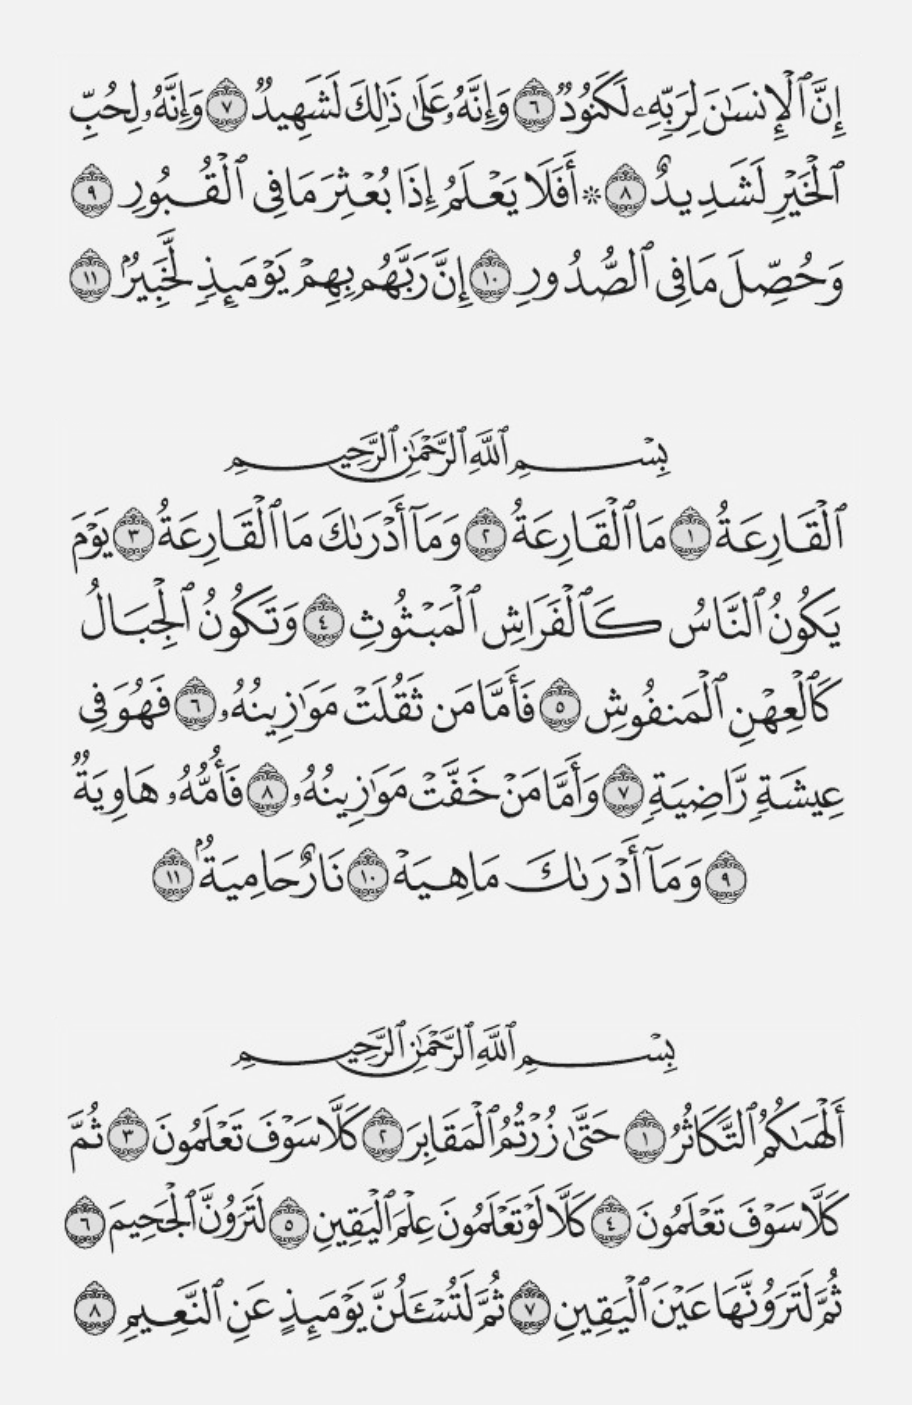 إِنَّ ٱلْإِنسَٰنَ لِرَبِّهِۦ لَكَنُودٌ ٦ وَإِنَّهُۥ عَلَىٰ ذَٰلِكَ لَشَهِيدٌ ٧ وَإِنَّهُۥ لِحُبِّ
ٱلْخَيْرِ لَشَدِيدٌ ٨ ۞ أَفَلَا يَعْلَمُ إِذَا بُعْثِرَ مَا فِى ٱلْقُبُورِ ٩
وَحُصِّلَ مَا فِى ٱلصُّدُورِ ١٠ إِنَّ رَبَّهُم بِهِمْ يَوْمَئِذٍ لَّخَبِيرٌۢ ١١
بِسْمِ ٱللَّهِ ٱلرَّحْمَٰنِ ٱلرَّحِيمِ
ٱلْقَارِعَةُ ١ مَا ٱلْقَارِعَةُ ٢ وَمَآ أَدْرَىٰكَ مَا ٱلْقَارِعَةُ ٣ يَوْمَ
يَكُونُ ٱلنَّاسُ كَٱلْفَرَاشِ ٱلْمَبْثُوثِ ٤ وَتَكُونُ ٱلْجِبَالُ
كَٱلْعِهْنِ ٱلْمَنفُوشِ ٥ فَأَمَّا مَن ثَقُلَتْ مَوَٰزِينُهُۥ ٦ فَهُوَ فِى
عِيشَةٍ رَّاضِيَةٍ ٧ وَأَمَّا مَنْ خَفَّتْ مَوَٰزِينُهُۥ ٨ فَأُمُّهُۥ هَاوِيَةٌ
٩ وَمَآ أَدْرَىٰكَ مَا هِيَهْ ١٠ نَارٌ حَامِيَةٌۢ ١١
بِسْمِ ٱللَّهِ ٱلرَّحْمَٰنِ ٱلرَّحِيمِ
أَلْهَىٰكُمُ ٱلتَّكَاثُرُ ١ حَتَّىٰ زُرْتُمُ ٱلْمَقَابِرَ ٢ كَلَّا سَوْفَ تَعْلَمُونَ ٣ ثُمَّ
كَلَّا سَوْفَ تَعْلَمُونَ ٤ كَلَّا لَوْ تَعْلَمُونَ عِلْمَ ٱلْيَقِينِ ٥ لَتَرَوُنَّ ٱلْجَحِيمَ ٦
ثُمَّ لَتَرَوُنَّهَا عَيْنَ ٱلْيَقِينِ ٧ ثُمَّ لَتُسْـَٔلُنَّ يَوْمَئِذٍ عَنِ ٱلنَّعِيمِ ٨